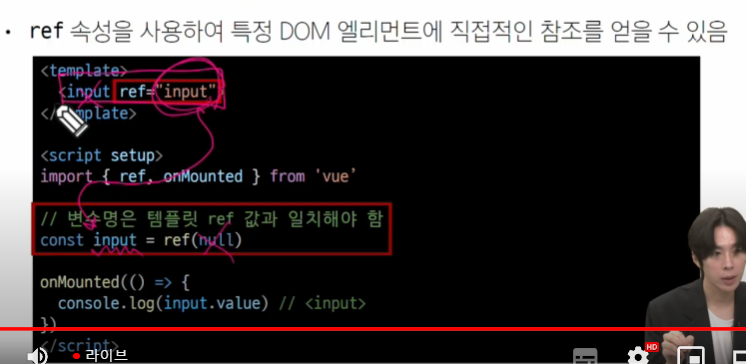 • ref 속성을 사용하여 특정 DOM 엘리먼트에 직접적인 참조를 얻을 수 있음
<template>
<input ref="input">
</template>
<script setup>
import { ref, onMounted } from 'vue'
// 변수명은 템플릿 ref 값과 일치해야 함
const input = ref(null)
onMounted(() => {
console.log(input.value) // <input>
})
</script>
라이브
HD